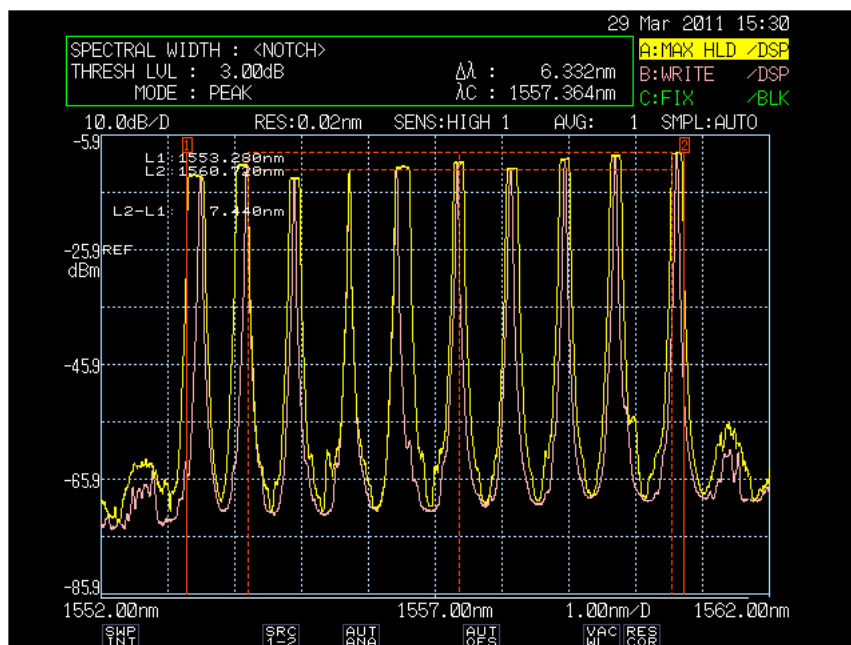 29 Mar 2011 15:30
SPECTRAL WIDTH : <NOTCH>
THRESH LVL : 3.00dB Δλ : 6.332nm
MODE : PEAK λC : 1557.364nm
A:MAX HLD /DSP
B:WRITE /DSP
C:FIX /BLK
10.0dB/D RES:0.02nm SENS:HIGH 1 AVG: 1 SMPL:AUTO
-5.9
1
2
L1:1553.280nm
L2:1560.720nm
L2-L1: 7.440nm
-25.9 REF
dBm
-45.9
-65.9
-85.9
1552.00nm 1557.00nm 1.00nm/D 1562.00nm
SWP SRC AUT AUT VAC RES
INT 1-2 ANA OFS WL COR